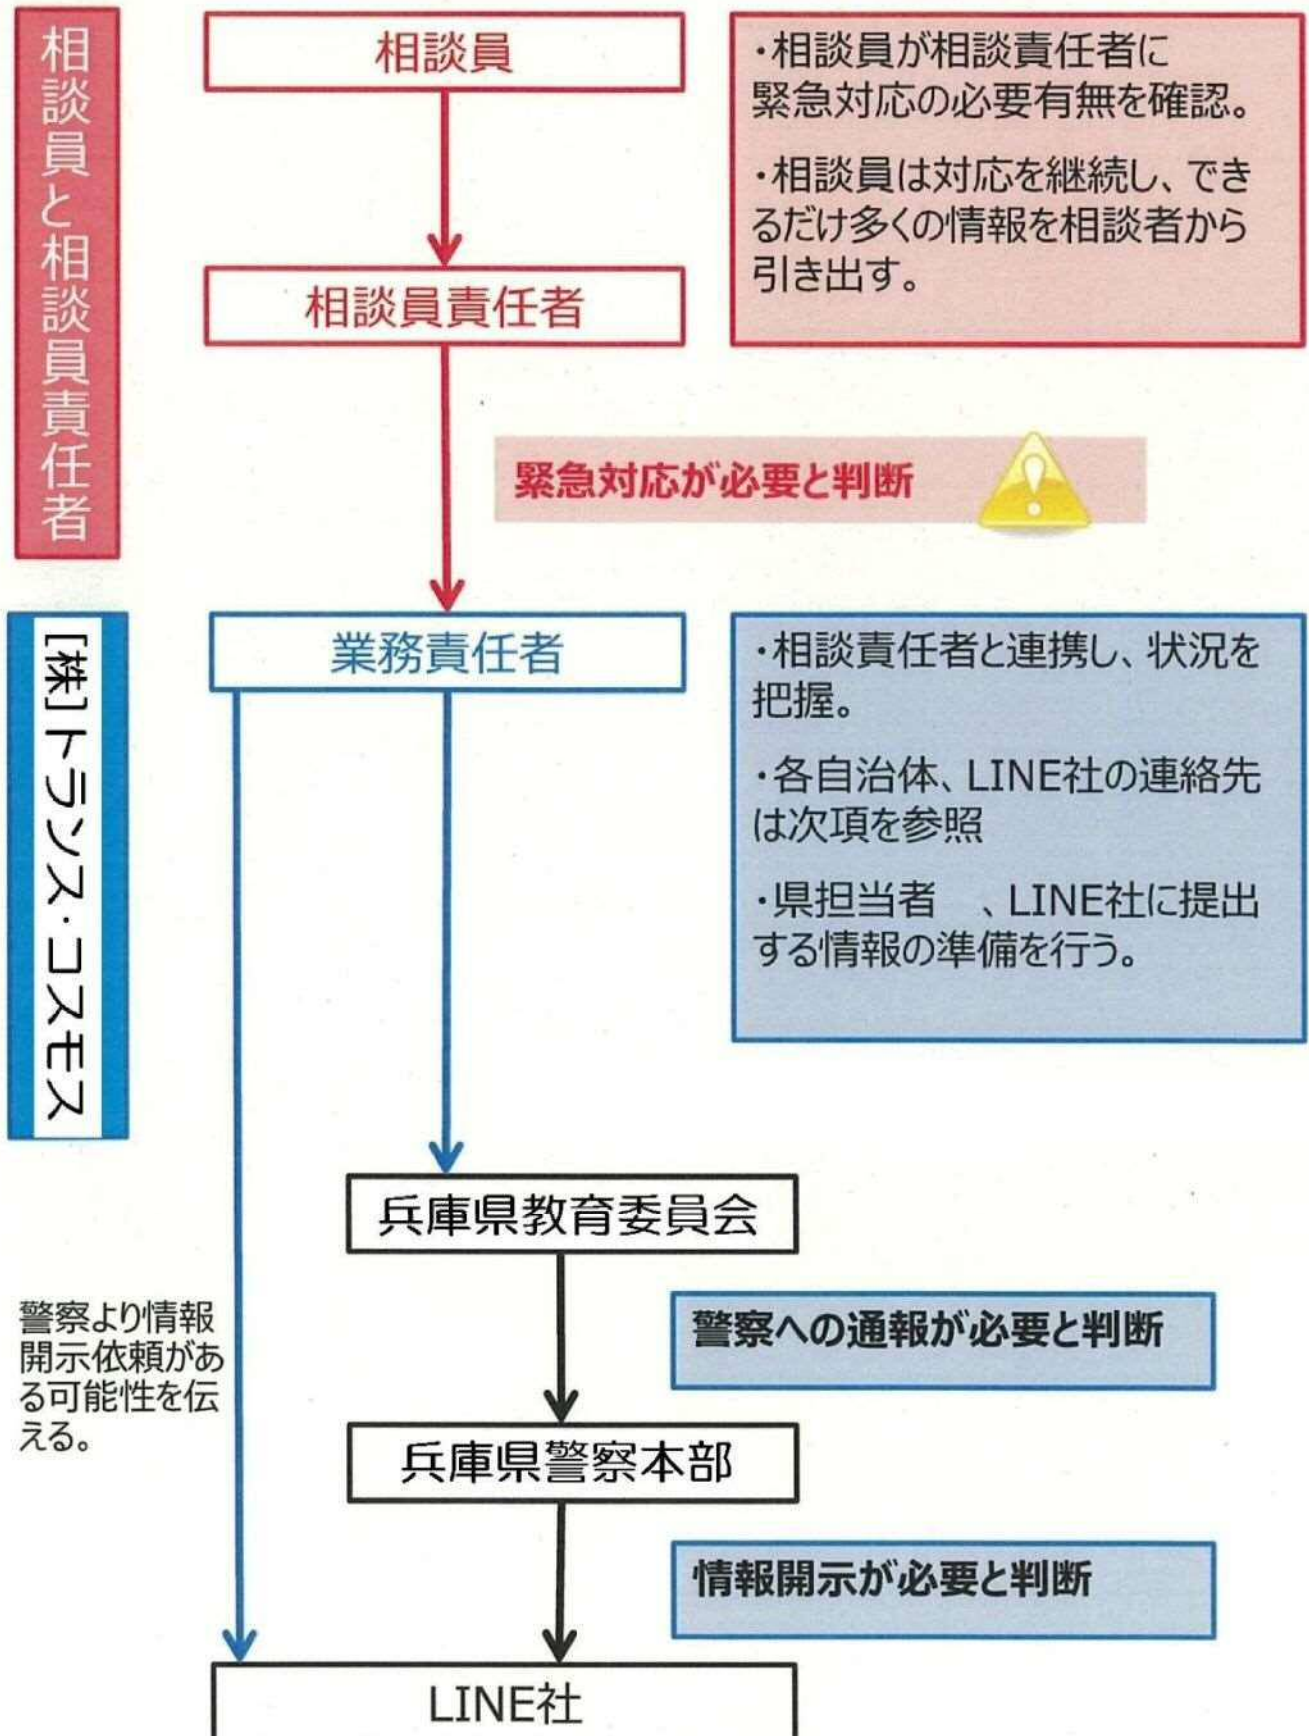 相談員と相談員責任者
相談員
・相談員が相談責任者に
緊急対応の必要有無を確認。
・相談員は対応を継続し、でき
るだけ多くの情報を相談者から
引き出す。
相談員責任者
緊急対応が必要と判断
[株]トランス・コスモス
業務責任者
・相談責任者と連携し、状況を
把握。
・各自治体、LINE社の連絡先
は次項を参照
・県担当者　、LINE社に提出
する情報の準備を行う。
兵庫県教育委員会
警察より情報
開示依頼があ
る可能性を伝
える。
警察への通報が必要と判断
兵庫県警察本部
情報開示が必要と判断
LINE社